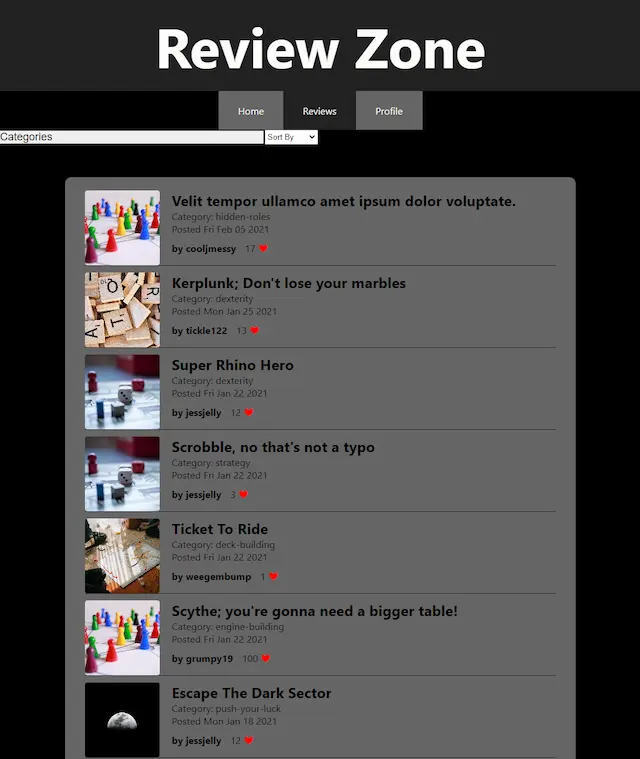 Review Zone
Home Reviews Profile
Categories Sort By
Velit tempor ullamco amet ipsum dolor voluptate.
Category: hidden-roles
Posted Fri Feb 05 2021
by cooljmessy 17
Kerplunk; Don't lose your marbles
Category: dexterity
Posted Mon Jan 25 2021
by tickle122 13
Super Rhino Hero
Category: dexterity
Posted Fri Jan 22 2021
by jessjelly 12
Scrobble, no that's not a typo
Category: strategy
Posted Fri Jan 22 2021
by jessjelly 3
Ticket To Ride
Category: deck-building
Posted Fri Jan 22 2021
by weegembump 1
Scythe; you're gonna need a bigger table!
Category: engine-building
Posted Fri Jan 22 2021
by grumpy19 100
Escape The Dark Sector
Category: push-your-luck
Posted Mon Jan 18 2021
by jessjelly 12